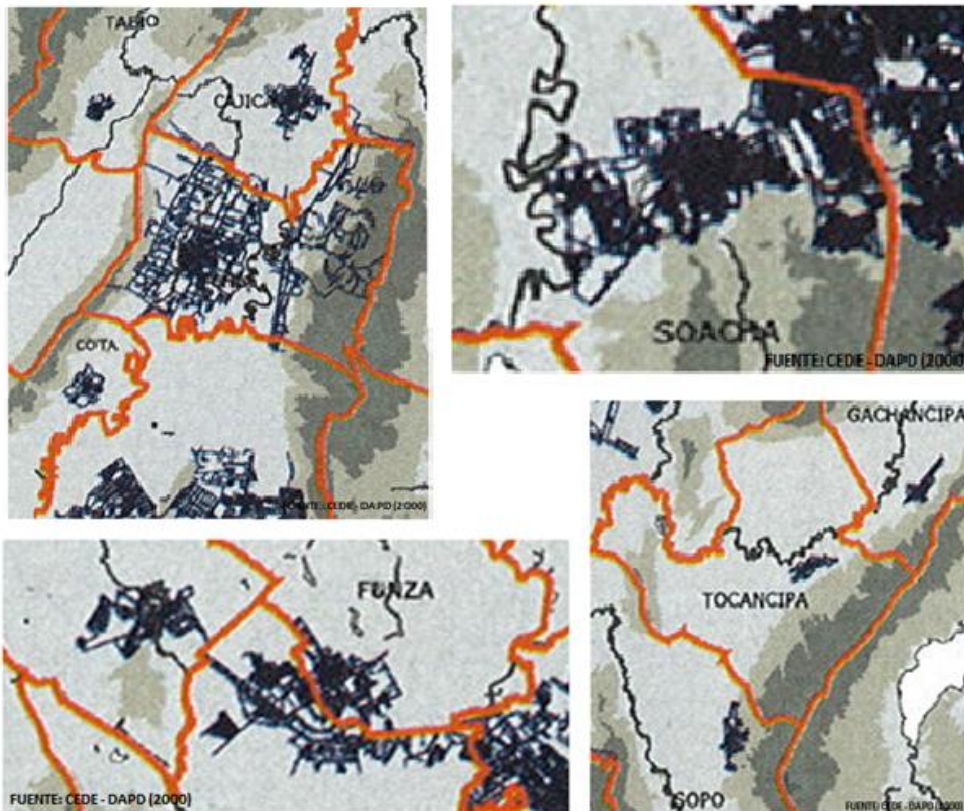 TABIO
CAJICA
COTA.
FUENTE: CEDE - DAPD (2000)
SOACHA
FUENTE: CEDE - DAPD (2000)
FUNZA
FUENTE: CEDE - DAPD (2000)
GACHANCIPA
TOCANCIPA
SOPO
FUENTE: CEDE - DAPD (2000)